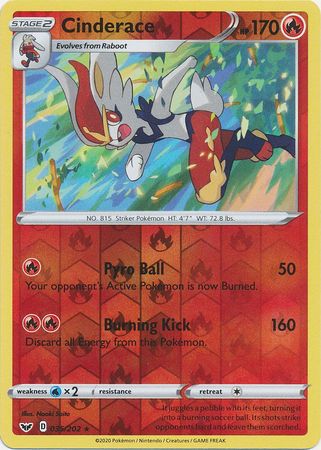 STAGE 2
Cinderace
HP 170
Evolves from Raboot
NO. 815 Striker Pokémon HT: 4'7" WT: 72.8 lbs.
Pyro Ball 50
Your opponent's Active Pokémon is now Burned.
Burning Kick 160
Discard all Energy from this Pokémon.
weakness ×2 resistance retreat
Illus. Naoki Saito
D 035/202 ★
It juggles a pebble with its feet, turning it
into a burning soccer ball. Its shots strike
opponents hard and leave them scorched.
©2020 Pokémon / Nintendo / Creatures / GAME FREAK